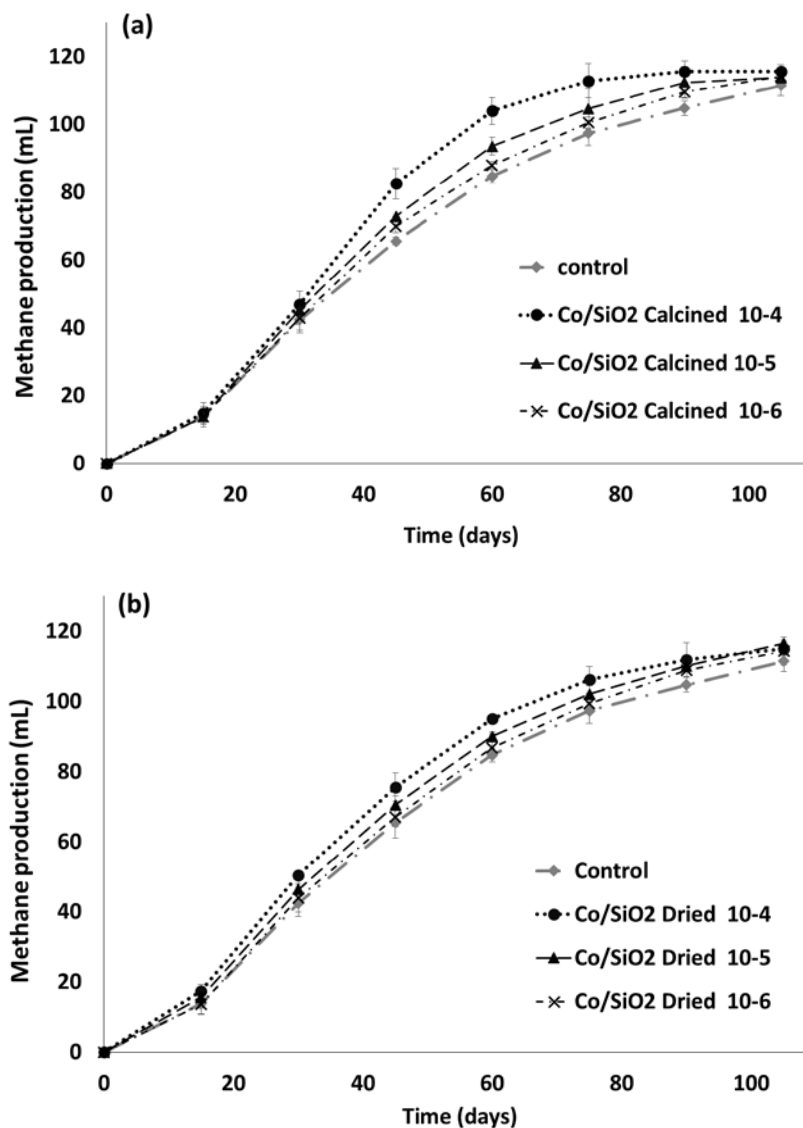 (a)
120
100
80
60
40
20
0
Methane production (mL)
control
Co/SiO2 Calcined 10-4
Co/SiO2 Calcined 10-5
Co/SiO2 Calcined 10-6
0 20 40 60 80 100
Time (days)
(b)
120
100
80
60
40
20
0
Methane production (mL)
Control
Co/SiO2 Dried 10-4
Co/SiO2 Dried 10-5
Co/SiO2 Dried 10-6
0 20 40 60 80 100
Time (days)